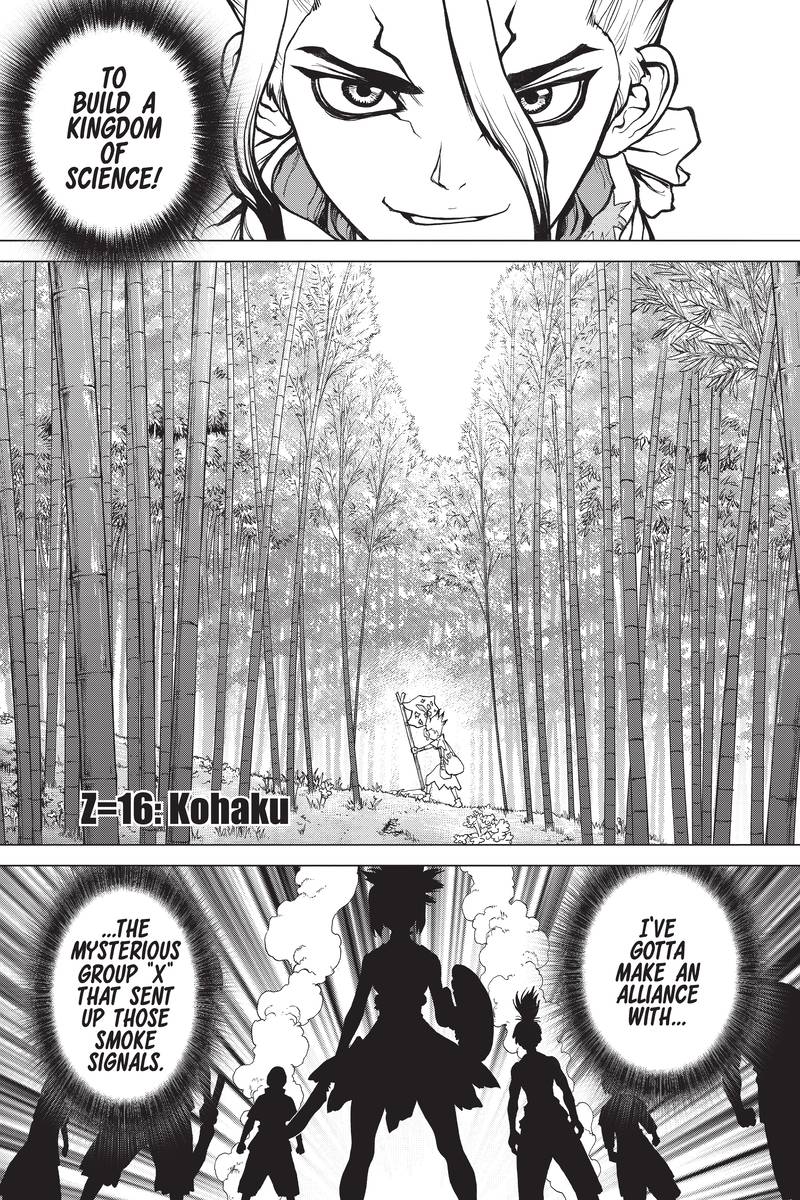 TO
BUILD A
KINGDOM
OF
SCIENCE!
Z=16: Kohaku
I'VE
GOTTA
MAKE AN
ALLIANCE
WITH...
...THE
MYSTERIOUS
GROUP "X"
THAT SENT
UP THOSE
SMOKE
SIGNALS.